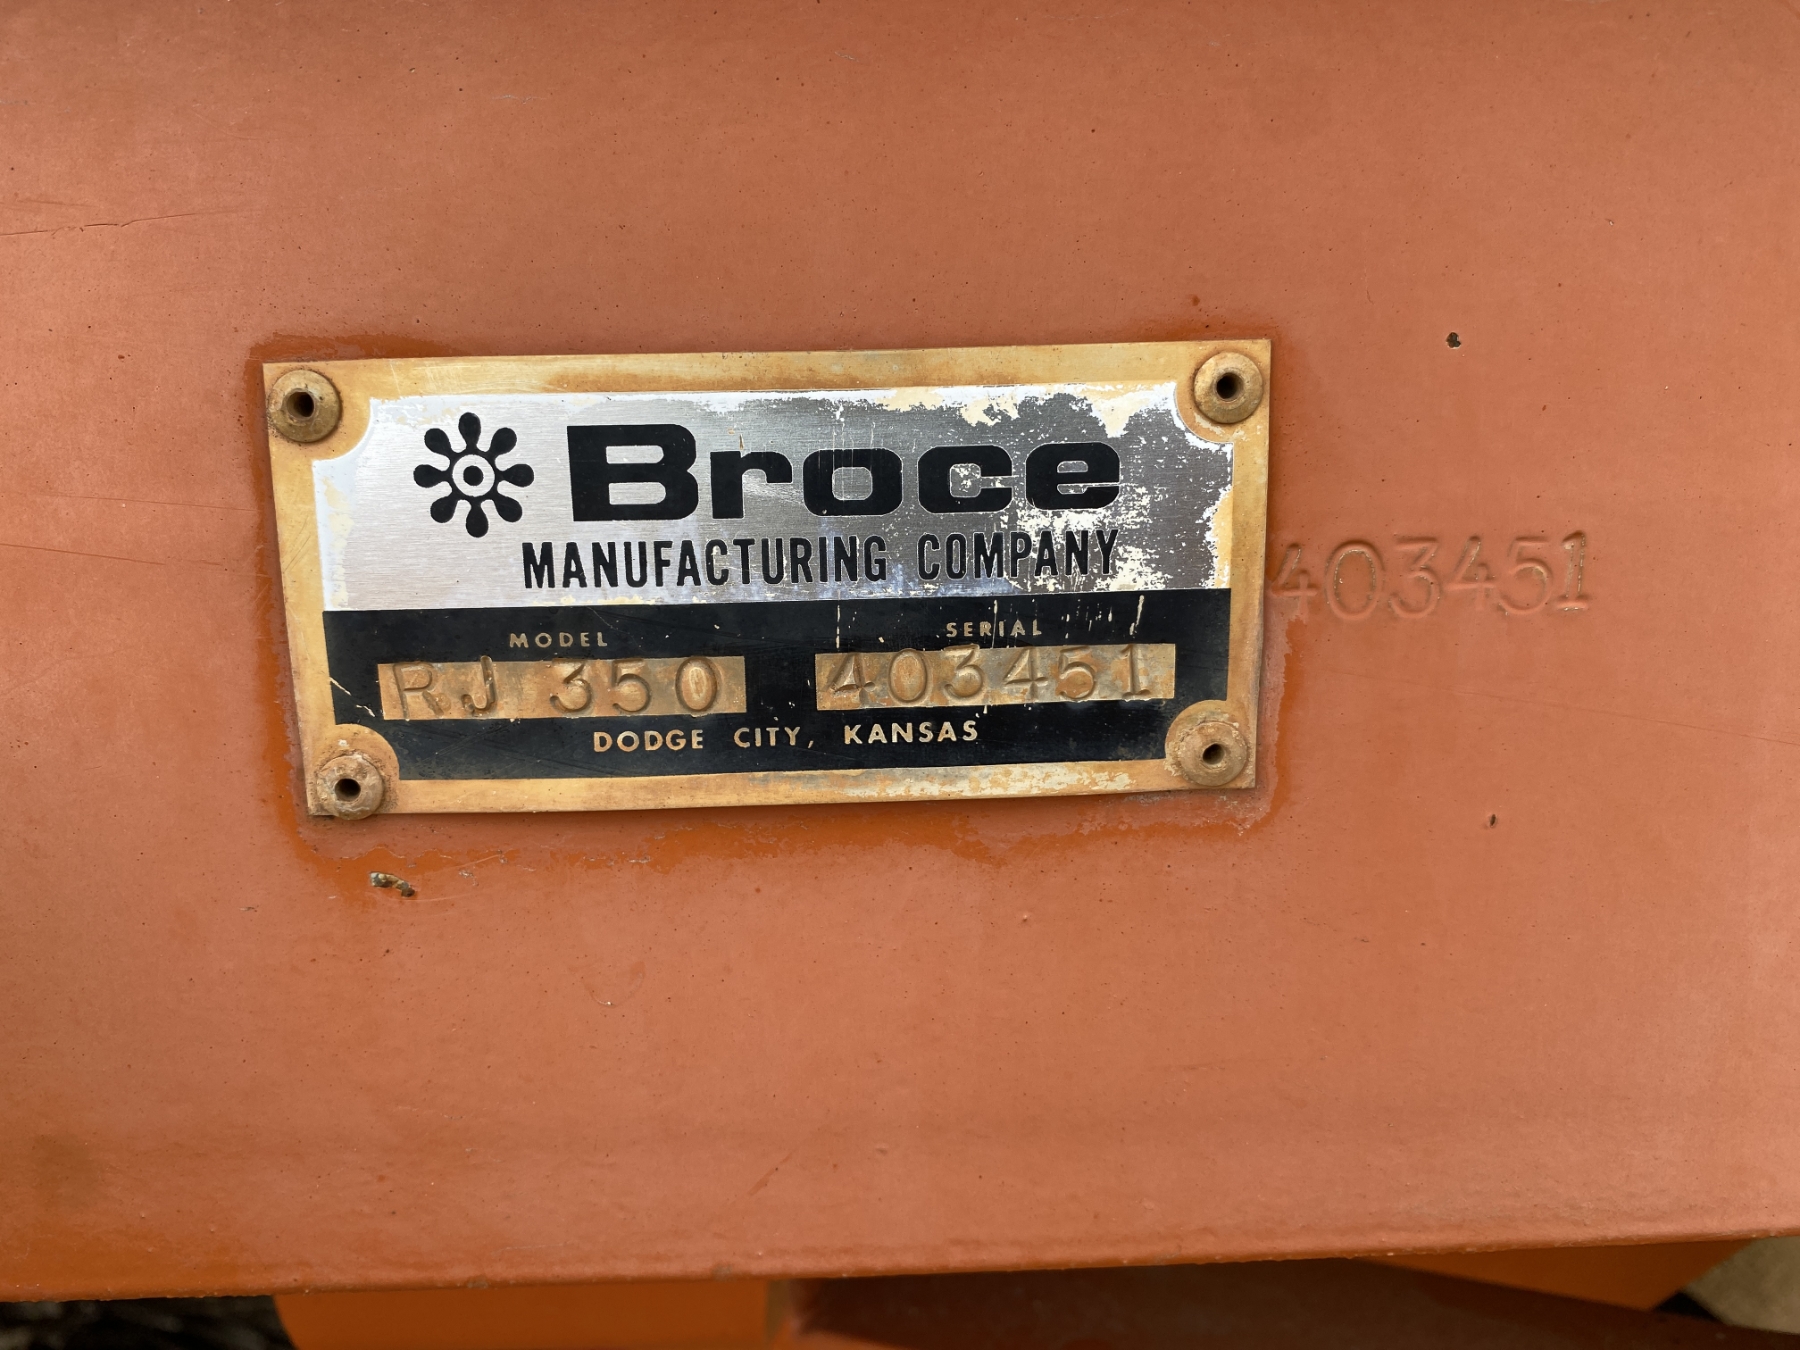 Broce
MANUFACTURING COMPANY
403451
MODEL SERIAL
RJ 350 403451
DODGE CITY, KANSAS